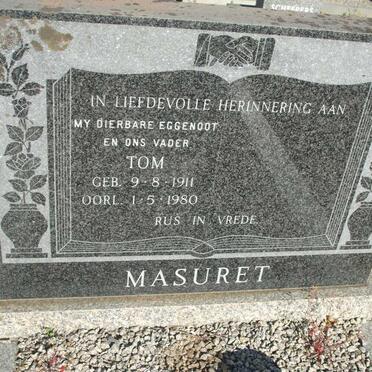 SCHEEPERS
IN LIEFDEVOLLE HERINNERING AAN
MY DIERBARE EGGENOOT
EN ONS VADER
TOM
GEB. 9-8-1911
OORL. 1-5-1980
RUS IN VREDE.
MASURET